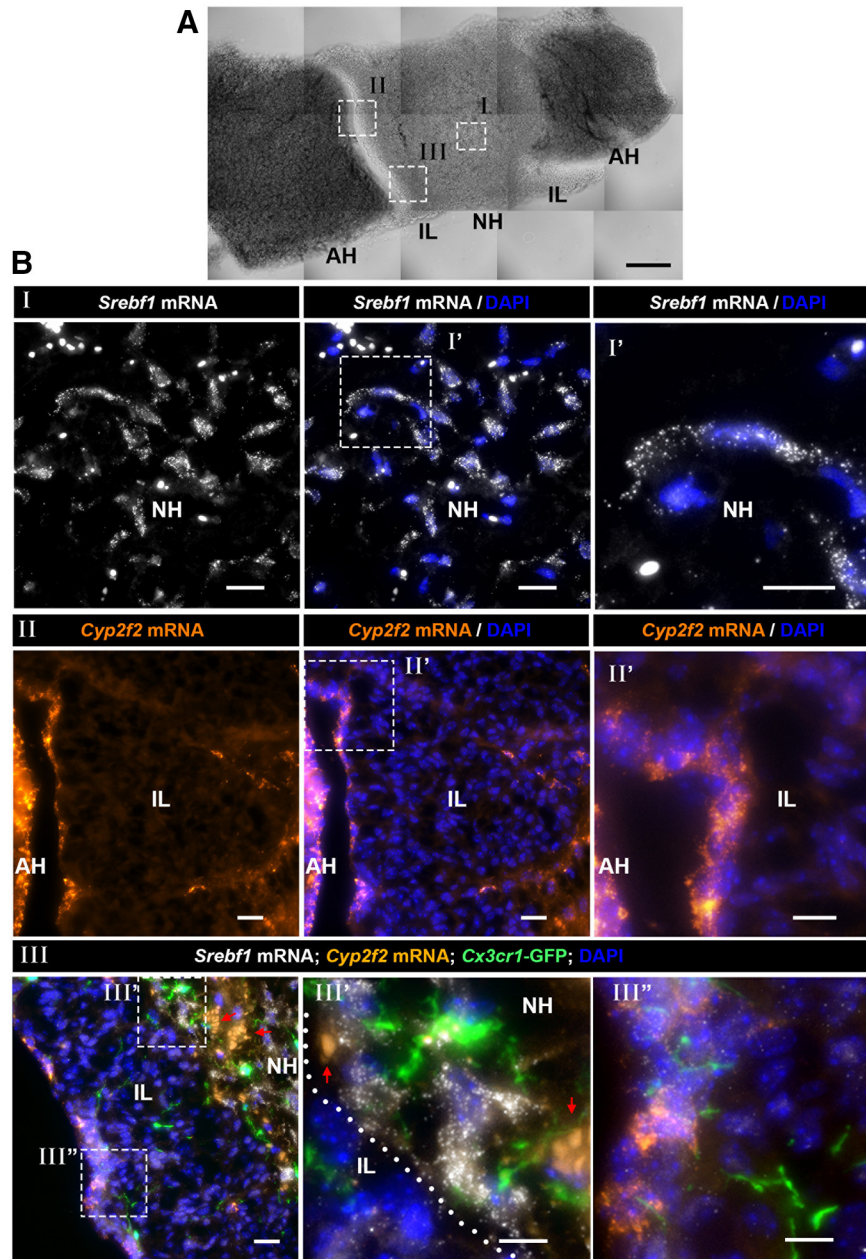 A
II
I
III
AH
IL
NH
IL
AH
B
I Srebf1 mRNA Srebf1 mRNA / DAPI Srebf1 mRNA / DAPI
I' I'
NH NH NH
II Cyp2f2 mRNA Cyp2f2 mRNA / DAPI Cyp2f2 mRNA / DAPI
II' II'
IL IL IL
AH AH AH
III Srebf1 mRNA; Cyp2f2 mRNA; Cx3cr1-GFP; DAPI
III' III' NH III”
NH
IL
IL
III”